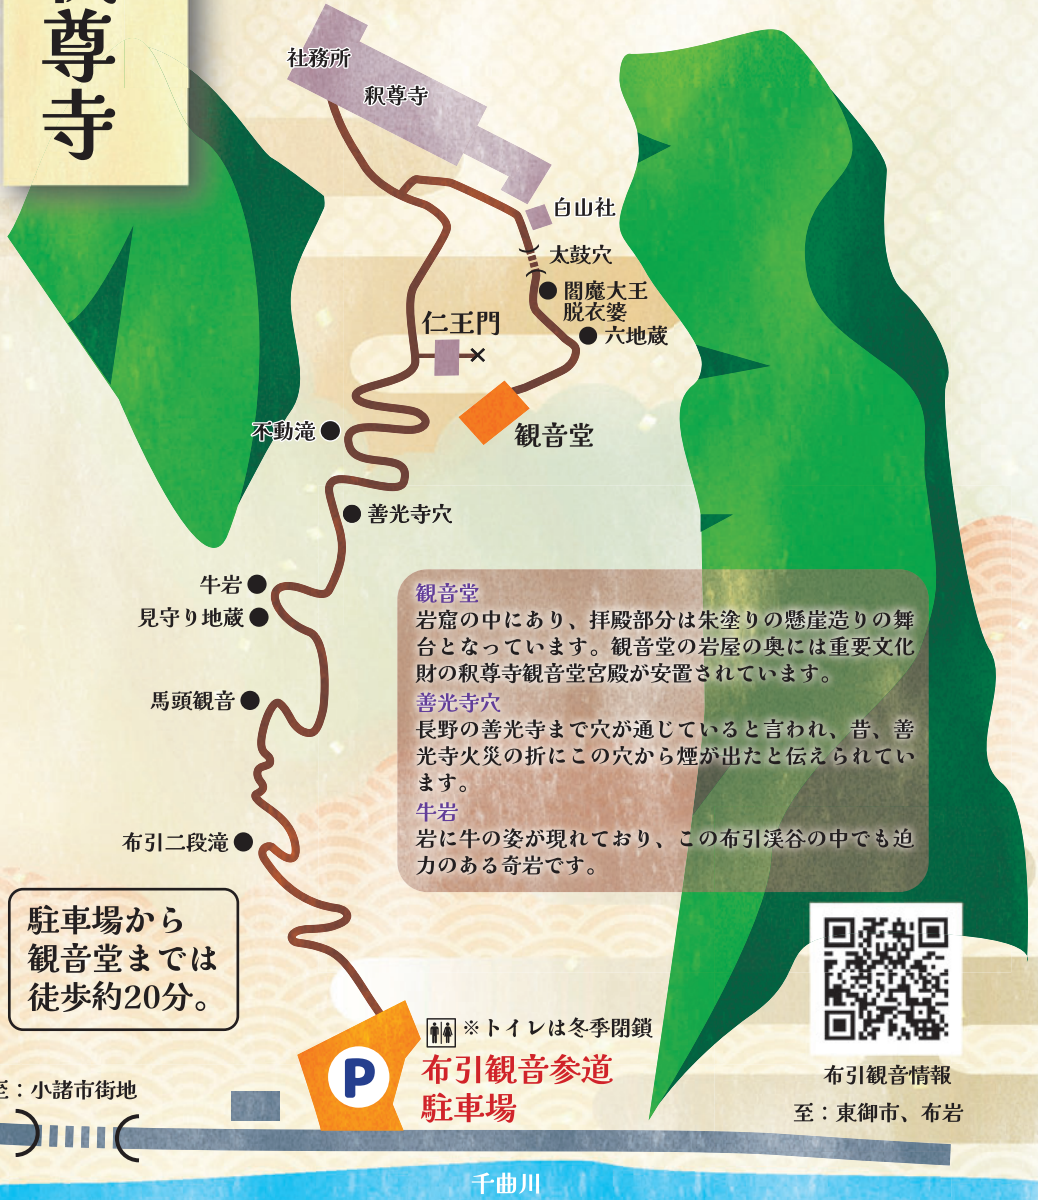 尊寺
社務所
釈尊寺
白山社
太鼓穴
閻魔大王
脱衣婆
六地蔵
仁王門
観音堂
不動滝
善光寺穴
牛岩
見守り地蔵
馬頭観音
布引二段滝
観音堂
岩窟の中にあり、拝殿部分は朱塗りの懸崖造りの舞
台となっています。観音堂の岩屋の奥には重要文化
財の釈尊寺観音堂宮殿が安置されています。
善光寺穴
長野の善光寺まで穴が通じていると言われ、昔、善
光寺火災の折にこの穴から煙が出たと伝えられてい
ます。
牛岩
岩に牛の姿が現れており、この布引渓谷の中でも迫
力のある奇岩です。
駐車場から
観音堂までは
徒歩約20分。
※トイレは冬季閉鎖
P
布引観音参道
駐車場
布引観音情報
至：小諸市街地
至：東御市、布岩
千曲川